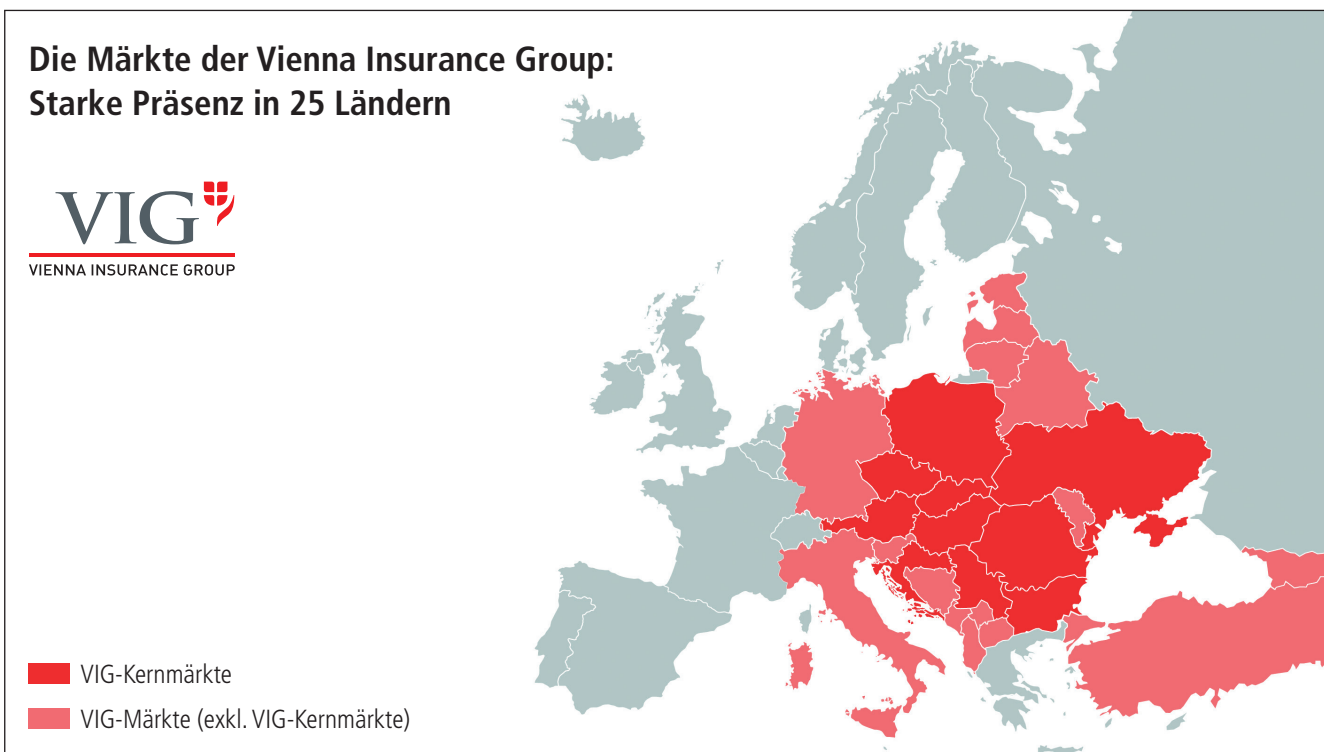 Die Märkte der Vienna Insurance Group:
Starke Präsenz in 25 Ländern
VIG
VIENNA INSURANCE GROUP
VIG-Kernmärkte
VIG-Märkte (exkl. VIG-Kernmärkte)